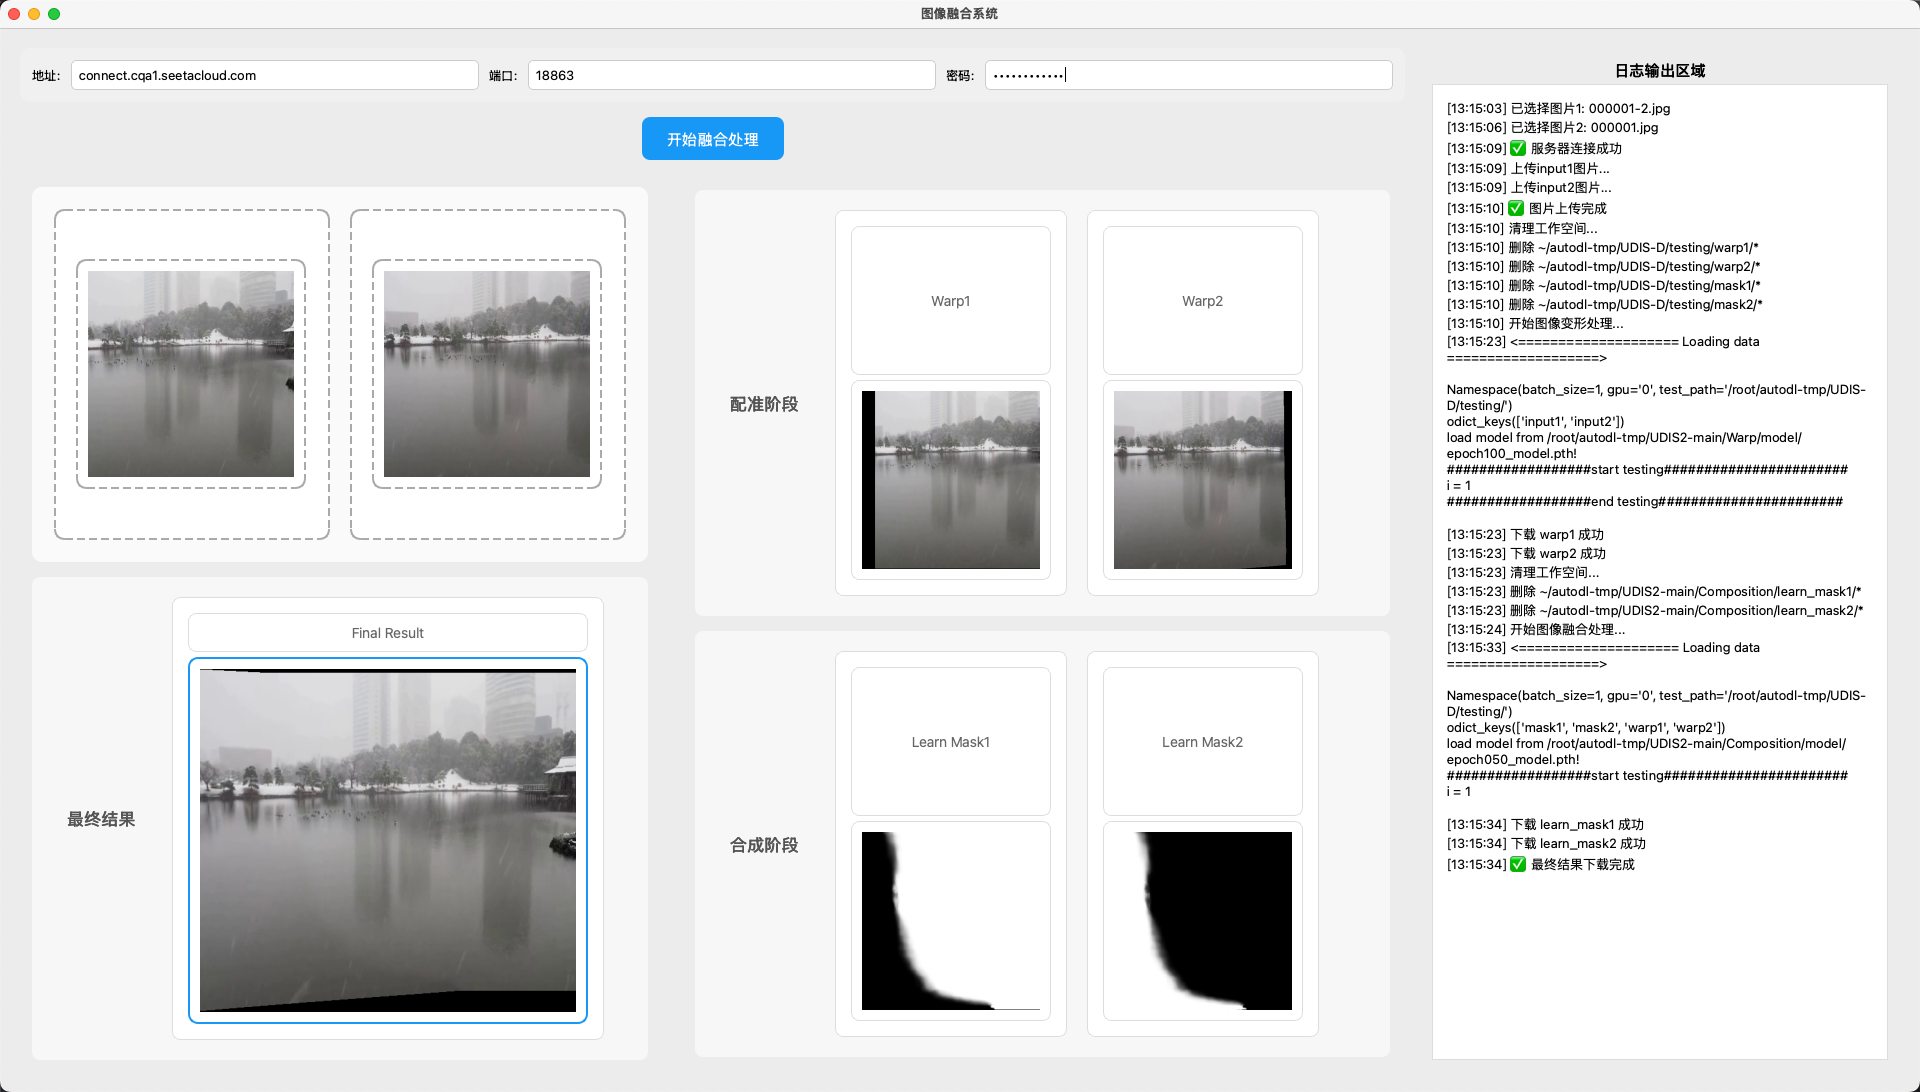 图像融合系统
地址: connect.cqa1.seetacloud.com 端口: 18863 密码: ••••••••••••
开始融合处理
Final Result
最终结果
配准阶段
Warp1
Warp2
合成阶段
Learn Mask1
Learn Mask2
日志输出区域
[13:15:03] 已选择图片1: 000001-2.jpg
[13:15:06] 已选择图片2: 000001.jpg
[13:15:09] ✅ 服务器连接成功
[13:15:09] 上传input1图片...
[13:15:09] 上传input2图片...
[13:15:10] ✅ 图片上传完成
[13:15:10] 清理工作空间...
[13:15:10] 删除 ~/autodl-tmp/UDIS-D/testing/warp1/*
[13:15:10] 删除 ~/autodl-tmp/UDIS-D/testing/warp2/*
[13:15:10] 删除 ~/autodl-tmp/UDIS-D/testing/mask1/*
[13:15:10] 删除 ~/autodl-tmp/UDIS-D/testing/mask2/*
[13:15:10] 开始图像变形处理...
[13:15:23] <==================== Loading data
===================>
Namespace(batch_size=1, gpu='0', test_path='/root/autodl-tmp/UDIS-
D/testing/')
odict_keys(['input1', 'input2'])
load model from /root/autodl-tmp/UDIS2-main/Warp/model/
epoch100_model.pth!
##################start testing#######################
i = 1
##################end testing#######################
[13:15:23] 下载 warp1 成功
[13:15:23] 下载 warp2 成功
[13:15:23] 清理工作空间...
[13:15:23] 删除 ~/autodl-tmp/UDIS2-main/Composition/learn_mask1/*
[13:15:23] 删除 ~/autodl-tmp/UDIS2-main/Composition/learn_mask2/*
[13:15:24] 开始图像融合处理...
[13:15:33] <==================== Loading data
===================>
Namespace(batch_size=1, gpu='0', test_path='/root/autodl-tmp/UDIS-
D/testing/')
odict_keys(['mask1', 'mask2', 'warp1', 'warp2'])
load model from /root/autodl-tmp/UDIS2-main/Composition/model/
epoch050_model.pth!
##################start testing#######################
i = 1
[13:15:34] 下载 learn_mask1 成功
[13:15:34] 下载 learn_mask2 成功
[13:15:34] ✅ 最终结果下载完成